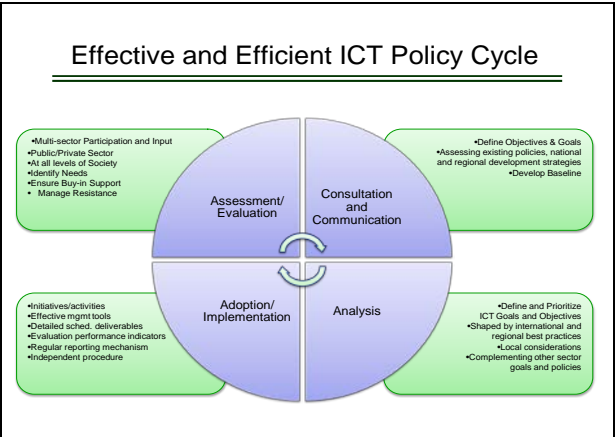 Effective and Efficient ICT Policy Cycle
•Multi-sector Participation and Input
•Public/Private Sector
•At all levels of Society
•Identify Needs
•Ensure Buy-in Support
• Manage Resistance
Assessment/
Evaluation
Consultation
and
Communication
•Define Objectives & Goals
•Assessing existing policies, national
and regional development strategies
•Develop Baseline
•Initiatives/activities
•Effective mgmt tools
•Detailed sched. deliverables
•Evaluation performance indicators
•Regular reporting mechanism
•Independent procedure
Adoption/
Implementation
Analysis
•Define and Prioritize
ICT Goals and Objectives
•Shaped by international and
regional best practices
•Local considerations
•Complementing other sector
goals and policies